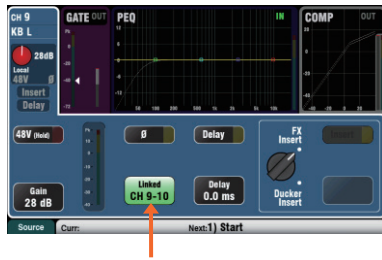 CH 9
KB L
GATE OUT
PEQ
IN
COMP
OUT
28dB
Local
48V Ø
Insert
Delay
48V (Hold)
Ø
Delay
FX
Insert
Insert
Gain
28 dB
Linked
CH 9-10
Delay
0.0 ms
Ducker
Insert
Source
Curr:
Next:1) Start